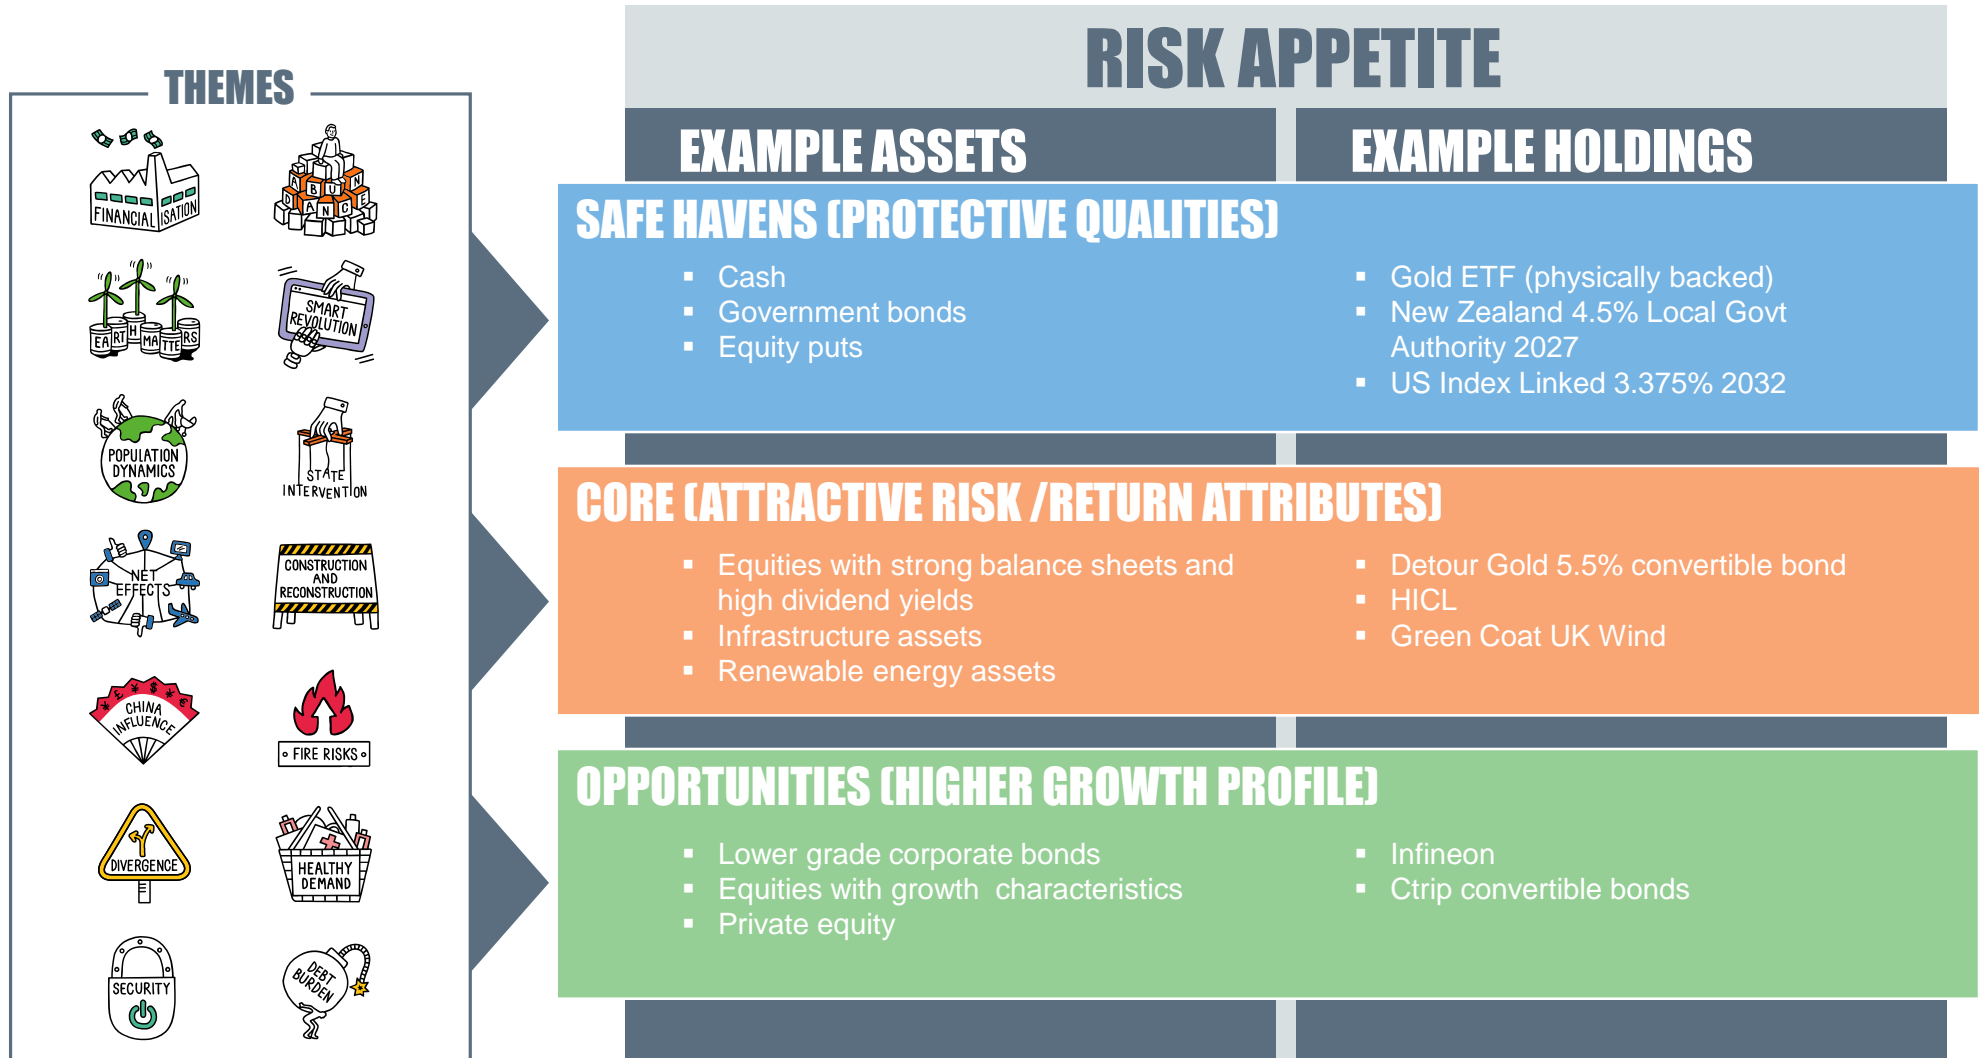 THEMES
FINANCIALISATION
ABUNDANCE
EARTH MATTERS
SMART
REVOLUTION
POPULATION
DYNAMICS
STATE
INTERVENTION
NET
EFFECTS
CONSTRUCTION
AND
RECONSTRUCTION
¥ £ ¥ $ ¥ €
CHINA
INFLUENCE
FIRE RISKS
DIVERGENCE
HEALTHY
DEMAND
SECURITY
DEBT
BURDEN
RISK APPETITE
EXAMPLE ASSETS
EXAMPLE HOLDINGS
SAFE HAVENS (PROTECTIVE QUALITIES)
▪ Cash
▪ Government bonds
▪ Equity puts
▪ Gold ETF (physically backed)
▪ New Zealand 4.5% Local Govt
Authority 2027
▪ US Index Linked 3.375% 2032
CORE (ATTRACTIVE RISK /RETURN ATTRIBUTES)
▪ Equities with strong balance sheets and
high dividend yields
▪ Infrastructure assets
▪ Renewable energy assets
▪ Detour Gold 5.5% convertible bond
▪ HICL
▪ Green Coat UK Wind
OPPORTUNITIES (HIGHER GROWTH PROFILE)
▪ Lower grade corporate bonds
▪ Equities with growth  characteristics
▪ Private equity
▪ Infineon
▪ Ctrip convertible bonds